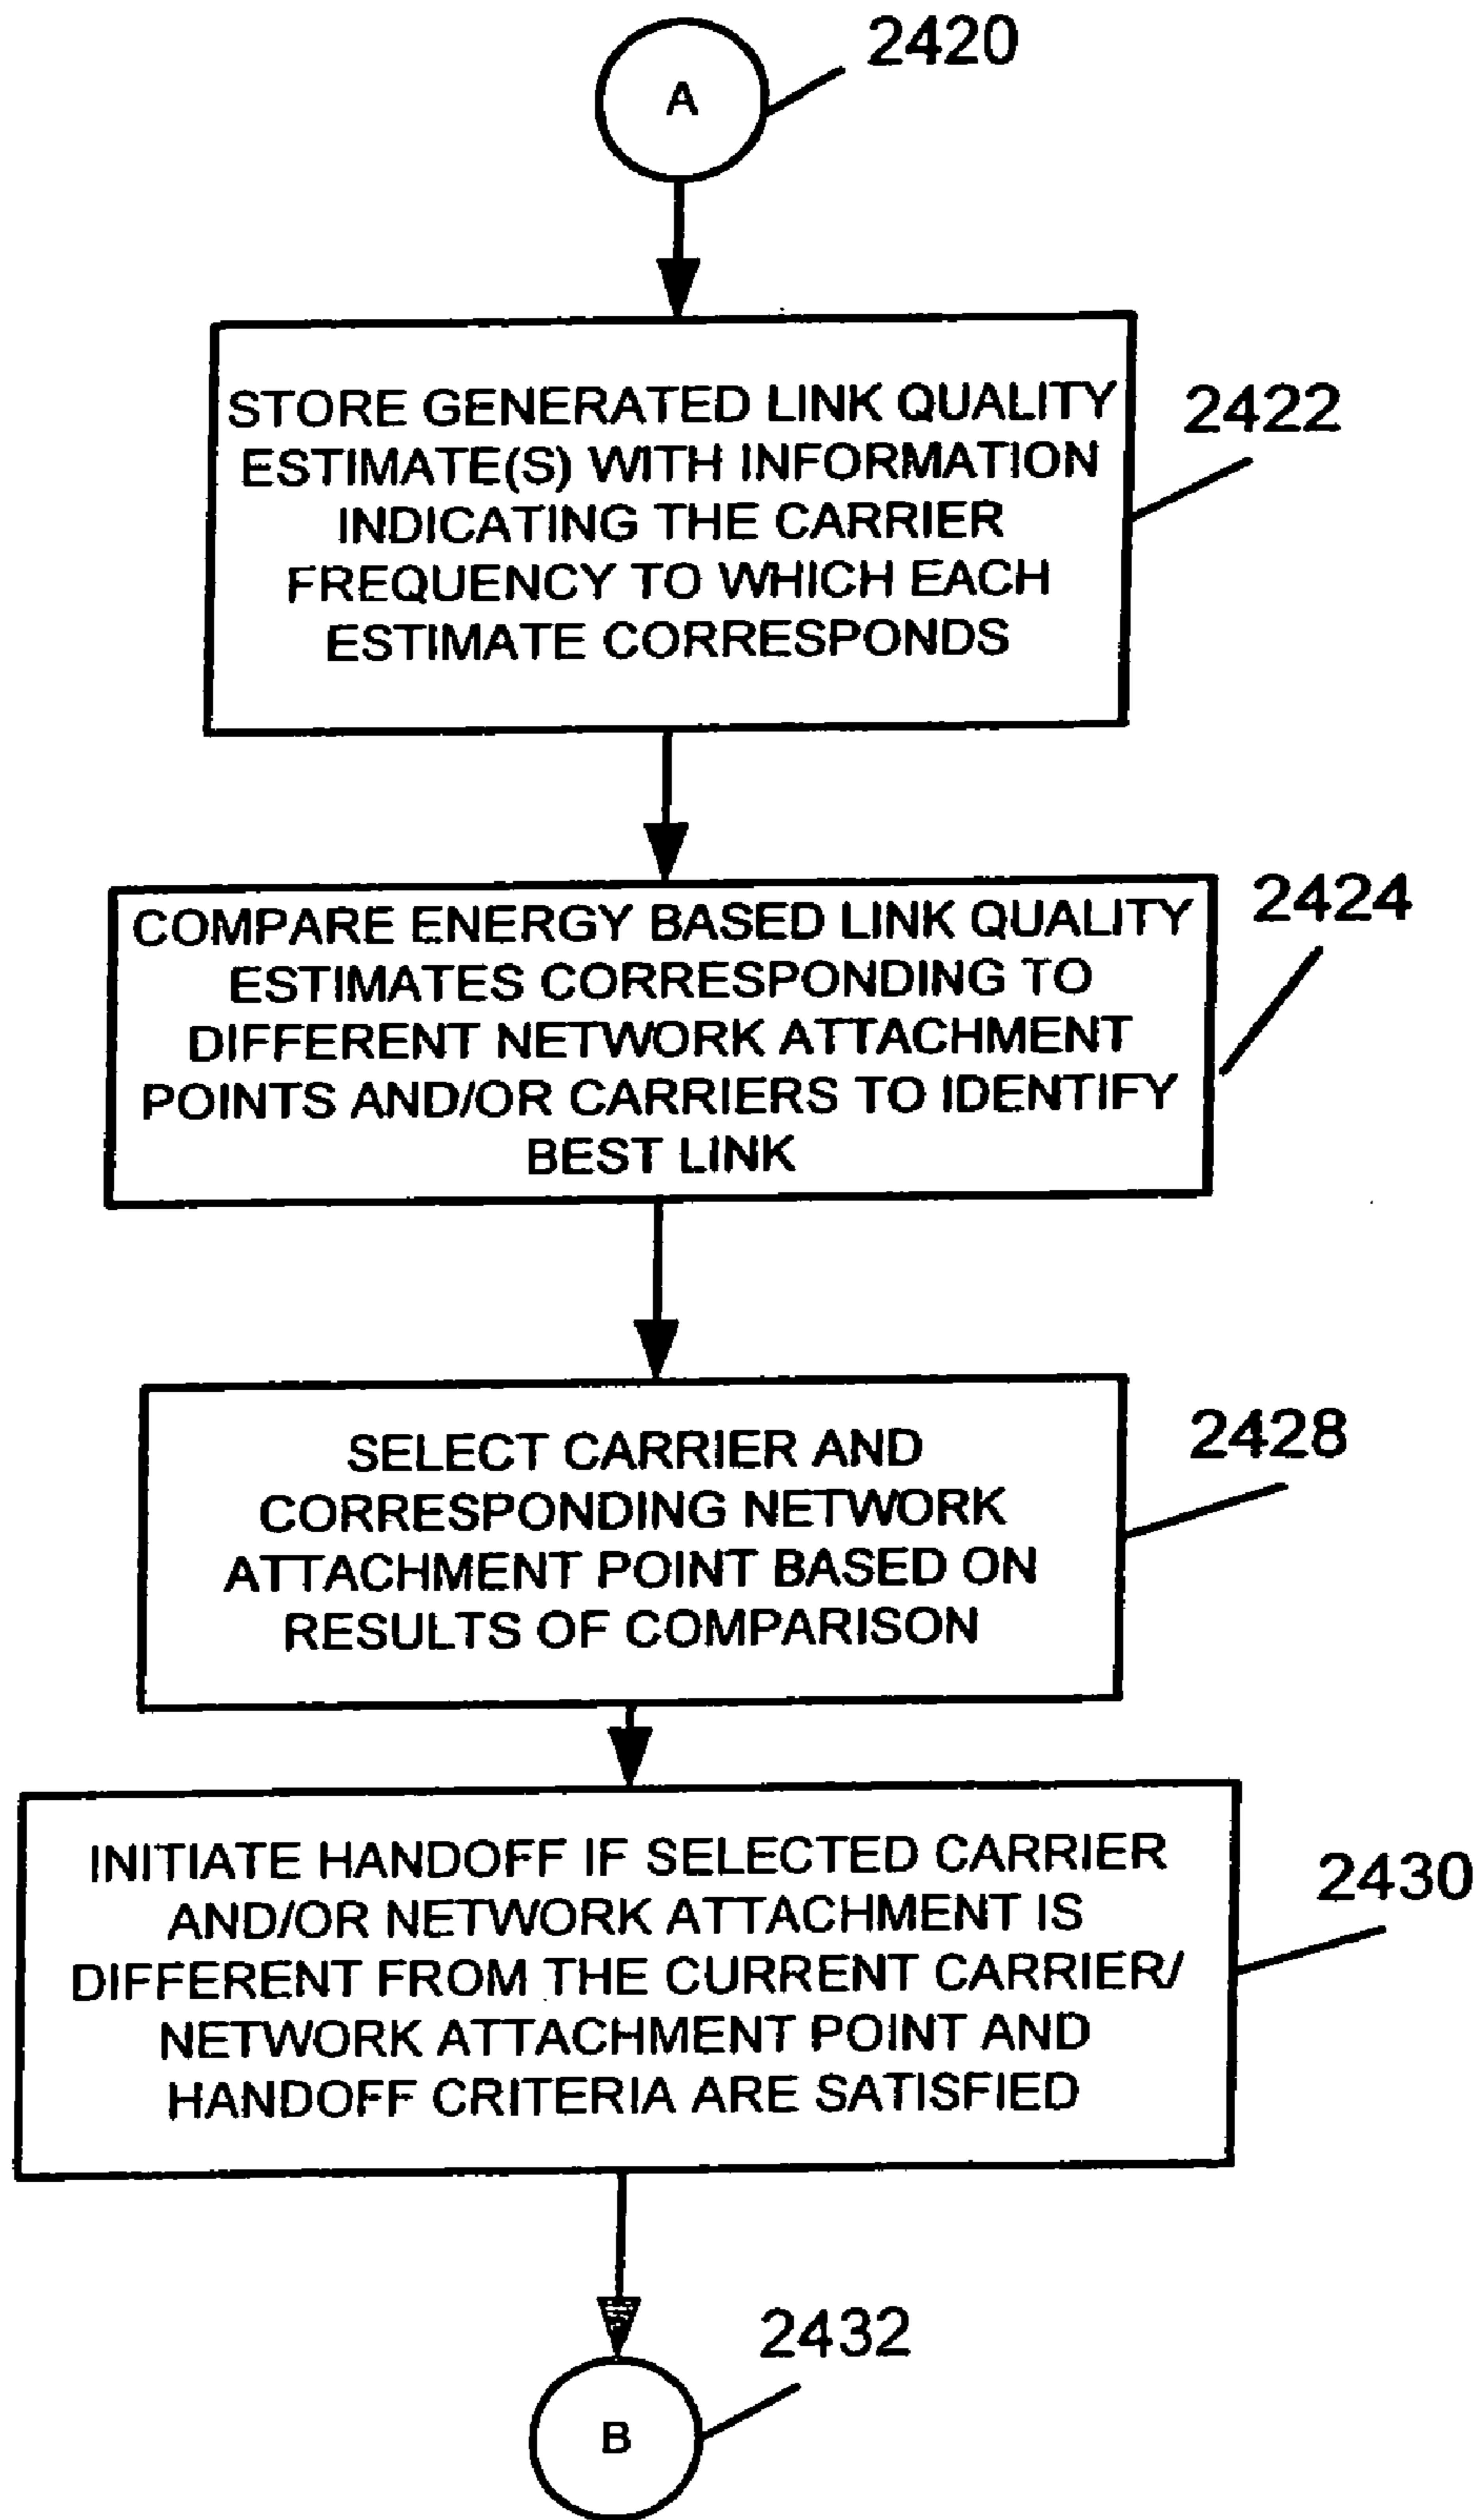 A
2420
STORE GENERATED LINK QUALITY
ESTIMATE(S) WITH INFORMATION
INDICATING THE CARRIER
FREQUENCY TO WHICH EACH
ESTIMATE CORRESPONDS
2422
COMPARE ENERGY BASED LINK QUALITY
ESTIMATES CORRESPONDING TO
DIFFERENT NETWORK ATTACHMENT
POINTS AND/OR CARRIERS TO IDENTIFY
BEST LINK
2424
SELECT CARRIER AND
CORRESPONDING NETWORK
ATTACHMENT POINT BASED ON
RESULTS OF COMPARISON
2428
INITIATE HANDOFF IF SELECTED CARRIER
AND/OR NETWORK ATTACHMENT IS
DIFFERENT FROM THE CURRENT CARRIER/
NETWORK ATTACHMENT POINT AND
HANDOFF CRITERIA ARE SATISFIED
2430
2432
B